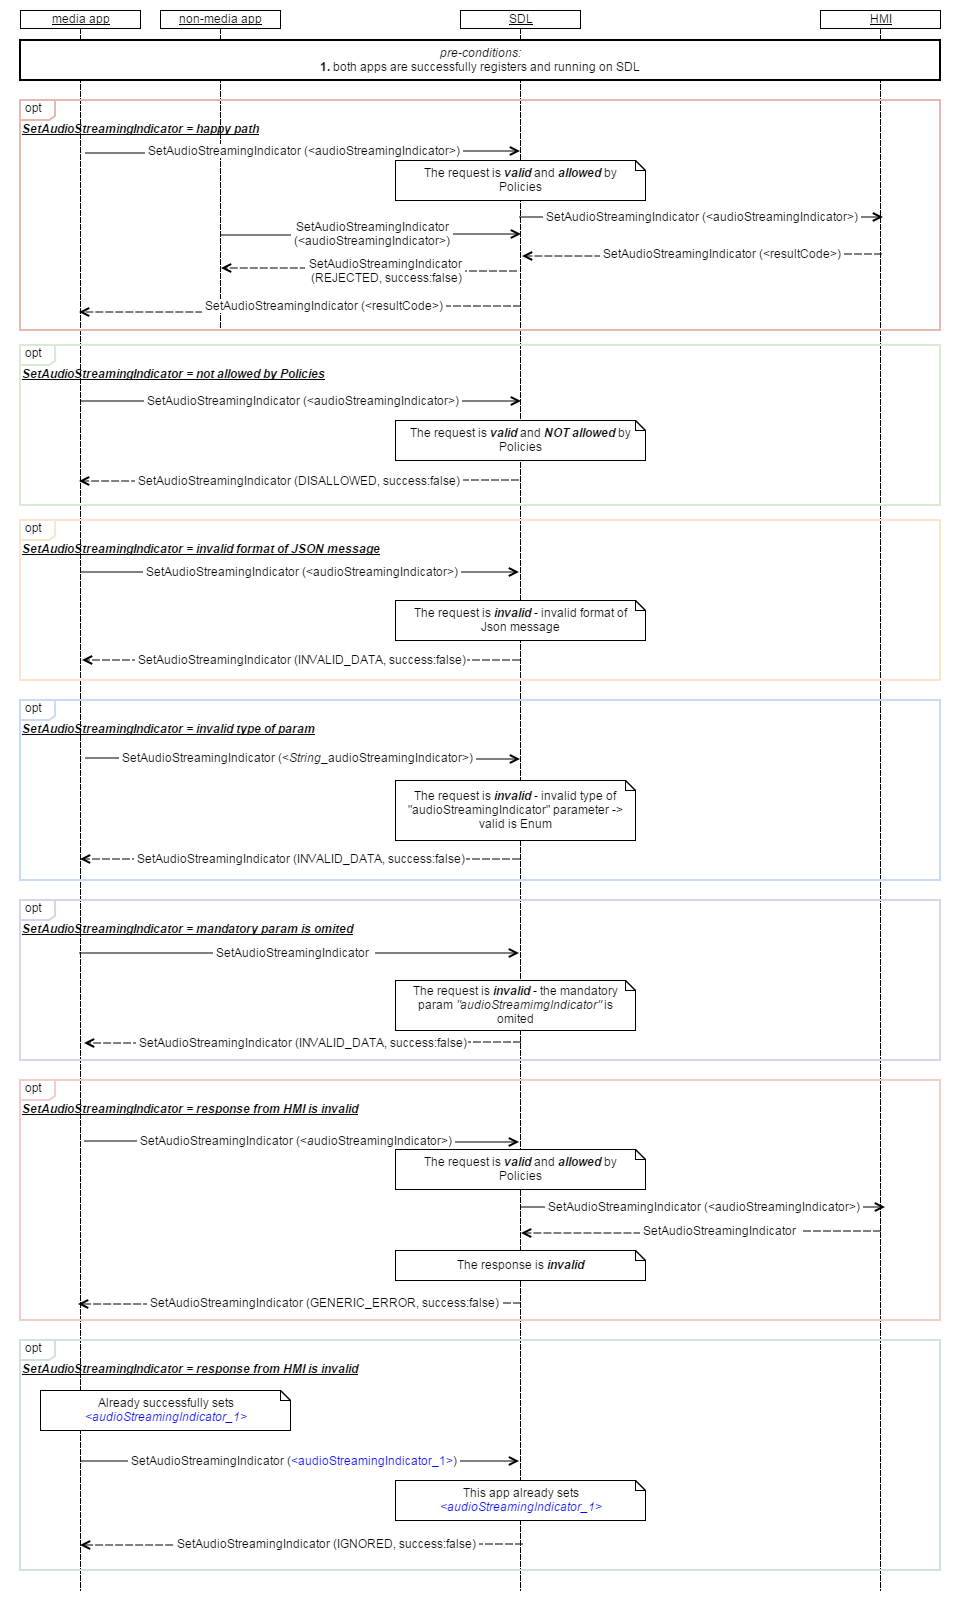 media app
non-media app
SDL
HMI
pre-conditions:
1. both apps are successfully registers and running on SDL
opt
SetAudioStreamingIndicator = happy path
SetAudioStreamingIndicator (<audioStreamingIndicator>)
The request is valid and allowed by
Policies
SetAudioStreamingIndicator (<audioStreamingIndicator>)
SetAudioStreamingIndicator
(<audioStreamingIndicator>)
SetAudioStreamingIndicator (<resultCode>)
SetAudioStreamingIndicator
(REJECTED, success:false)
SetAudioStreamingIndicator (<resultCode>)
opt
SetAudioStreamingIndicator = not allowed by Policies
SetAudioStreamingIndicator (<audioStreamingIndicator>)
The request is valid and NOT allowed by
Policies
SetAudioStreamingIndicator (DISALLOWED, success:false)
opt
SetAudioStreamingIndicator = invalid format of JSON message
SetAudioStreamingIndicator (<audioStreamingIndicator>)
The request is invalid - invalid format of
Json message
SetAudioStreamingIndicator (INVALID_DATA, success:false)
opt
SetAudioStreamingIndicator = invalid type of param
SetAudioStreamingIndicator (<String_audioStreamingIndicator>)
The request is invalid - invalid type of
"audioStreamingIndicator" parameter ->
valid is Enum
SetAudioStreamingIndicator (INVALID_DATA, success:false)
opt
SetAudioStreamingIndicator = mandatory param is omited
SetAudioStreamingIndicator
The request is invalid - the mandatory
param "audioStreamimgIndicator" is
omited
SetAudioStreamingIndicator (INVALID_DATA, success:false)
opt
SetAudioStreamingIndicator = response from HMI is invalid
SetAudioStreamingIndicator (<audioStreamingIndicator>)
The request is valid and allowed by
Policies
SetAudioStreamingIndicator (<audioStreamingIndicator>)
SetAudioStreamingIndicator
The response is invalid
SetAudioStreamingIndicator (GENERIC_ERROR, success:false)
opt
SetAudioStreamingIndicator = response from HMI is invalid
Already successfully sets
<audioStreamingIndicator_1>
SetAudioStreamingIndicator (<audioStreamingIndicator_1>)
This app already sets
<audioStreamingIndicator_1>
SetAudioStreamingIndicator (IGNORED, success:false)